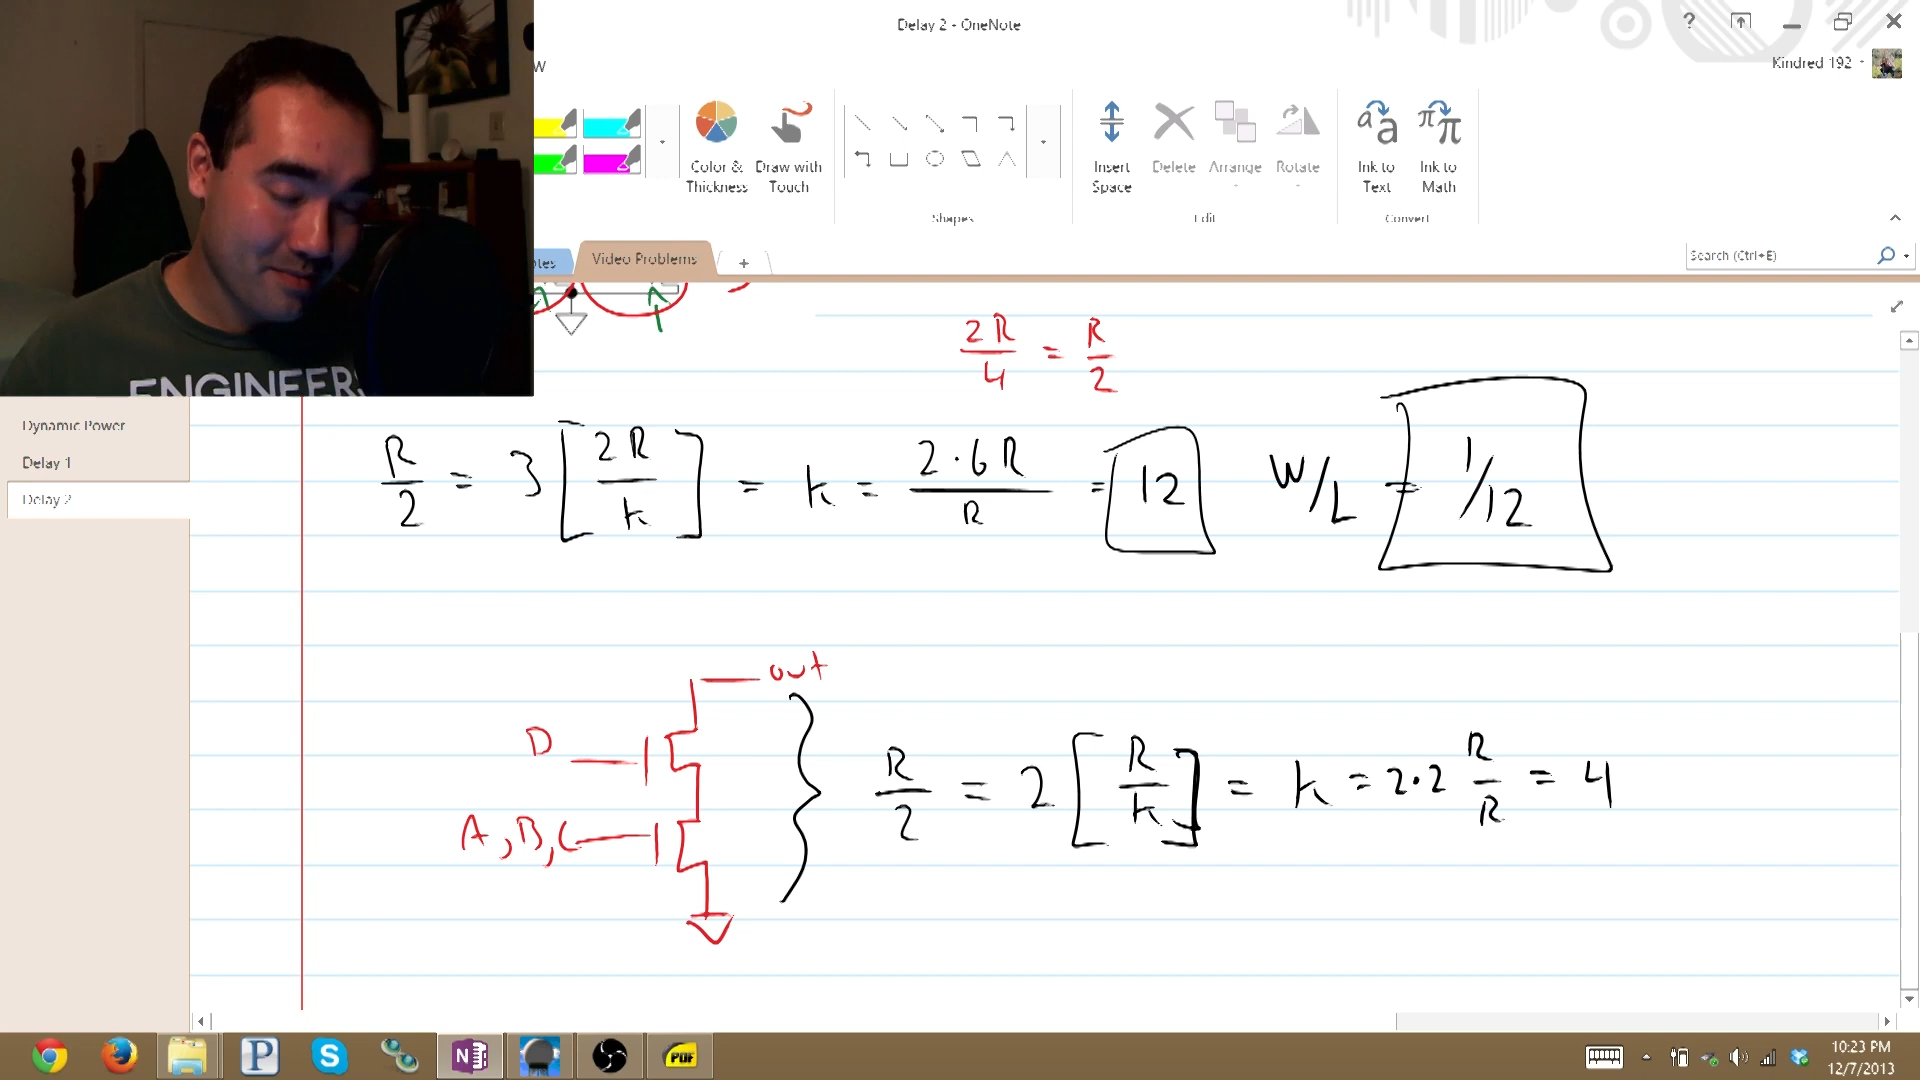 Delay 2 - OneNote
?
W
Kindred 192
Color & Thickness
Draw with Touch
Insert Space
Delete
Arrange
Rotate
Ink to Text
Ink to Math
Shapes
Edit
Convert
otes
Video Problems
+
Search (Ctrl+E)
ENGINEERS
Dynamic Power
Delay 1
Delay 2
2R/4 = R/2
R/2 = 3 [2R/k] = k = 2·6R/R = 12 W/L = 1/12
out
D
A, B, C
R/2 = 2 [R/k] = k = 2·2 R/R = 4
P
S
N
PDF
10:23 PM
12/7/2013